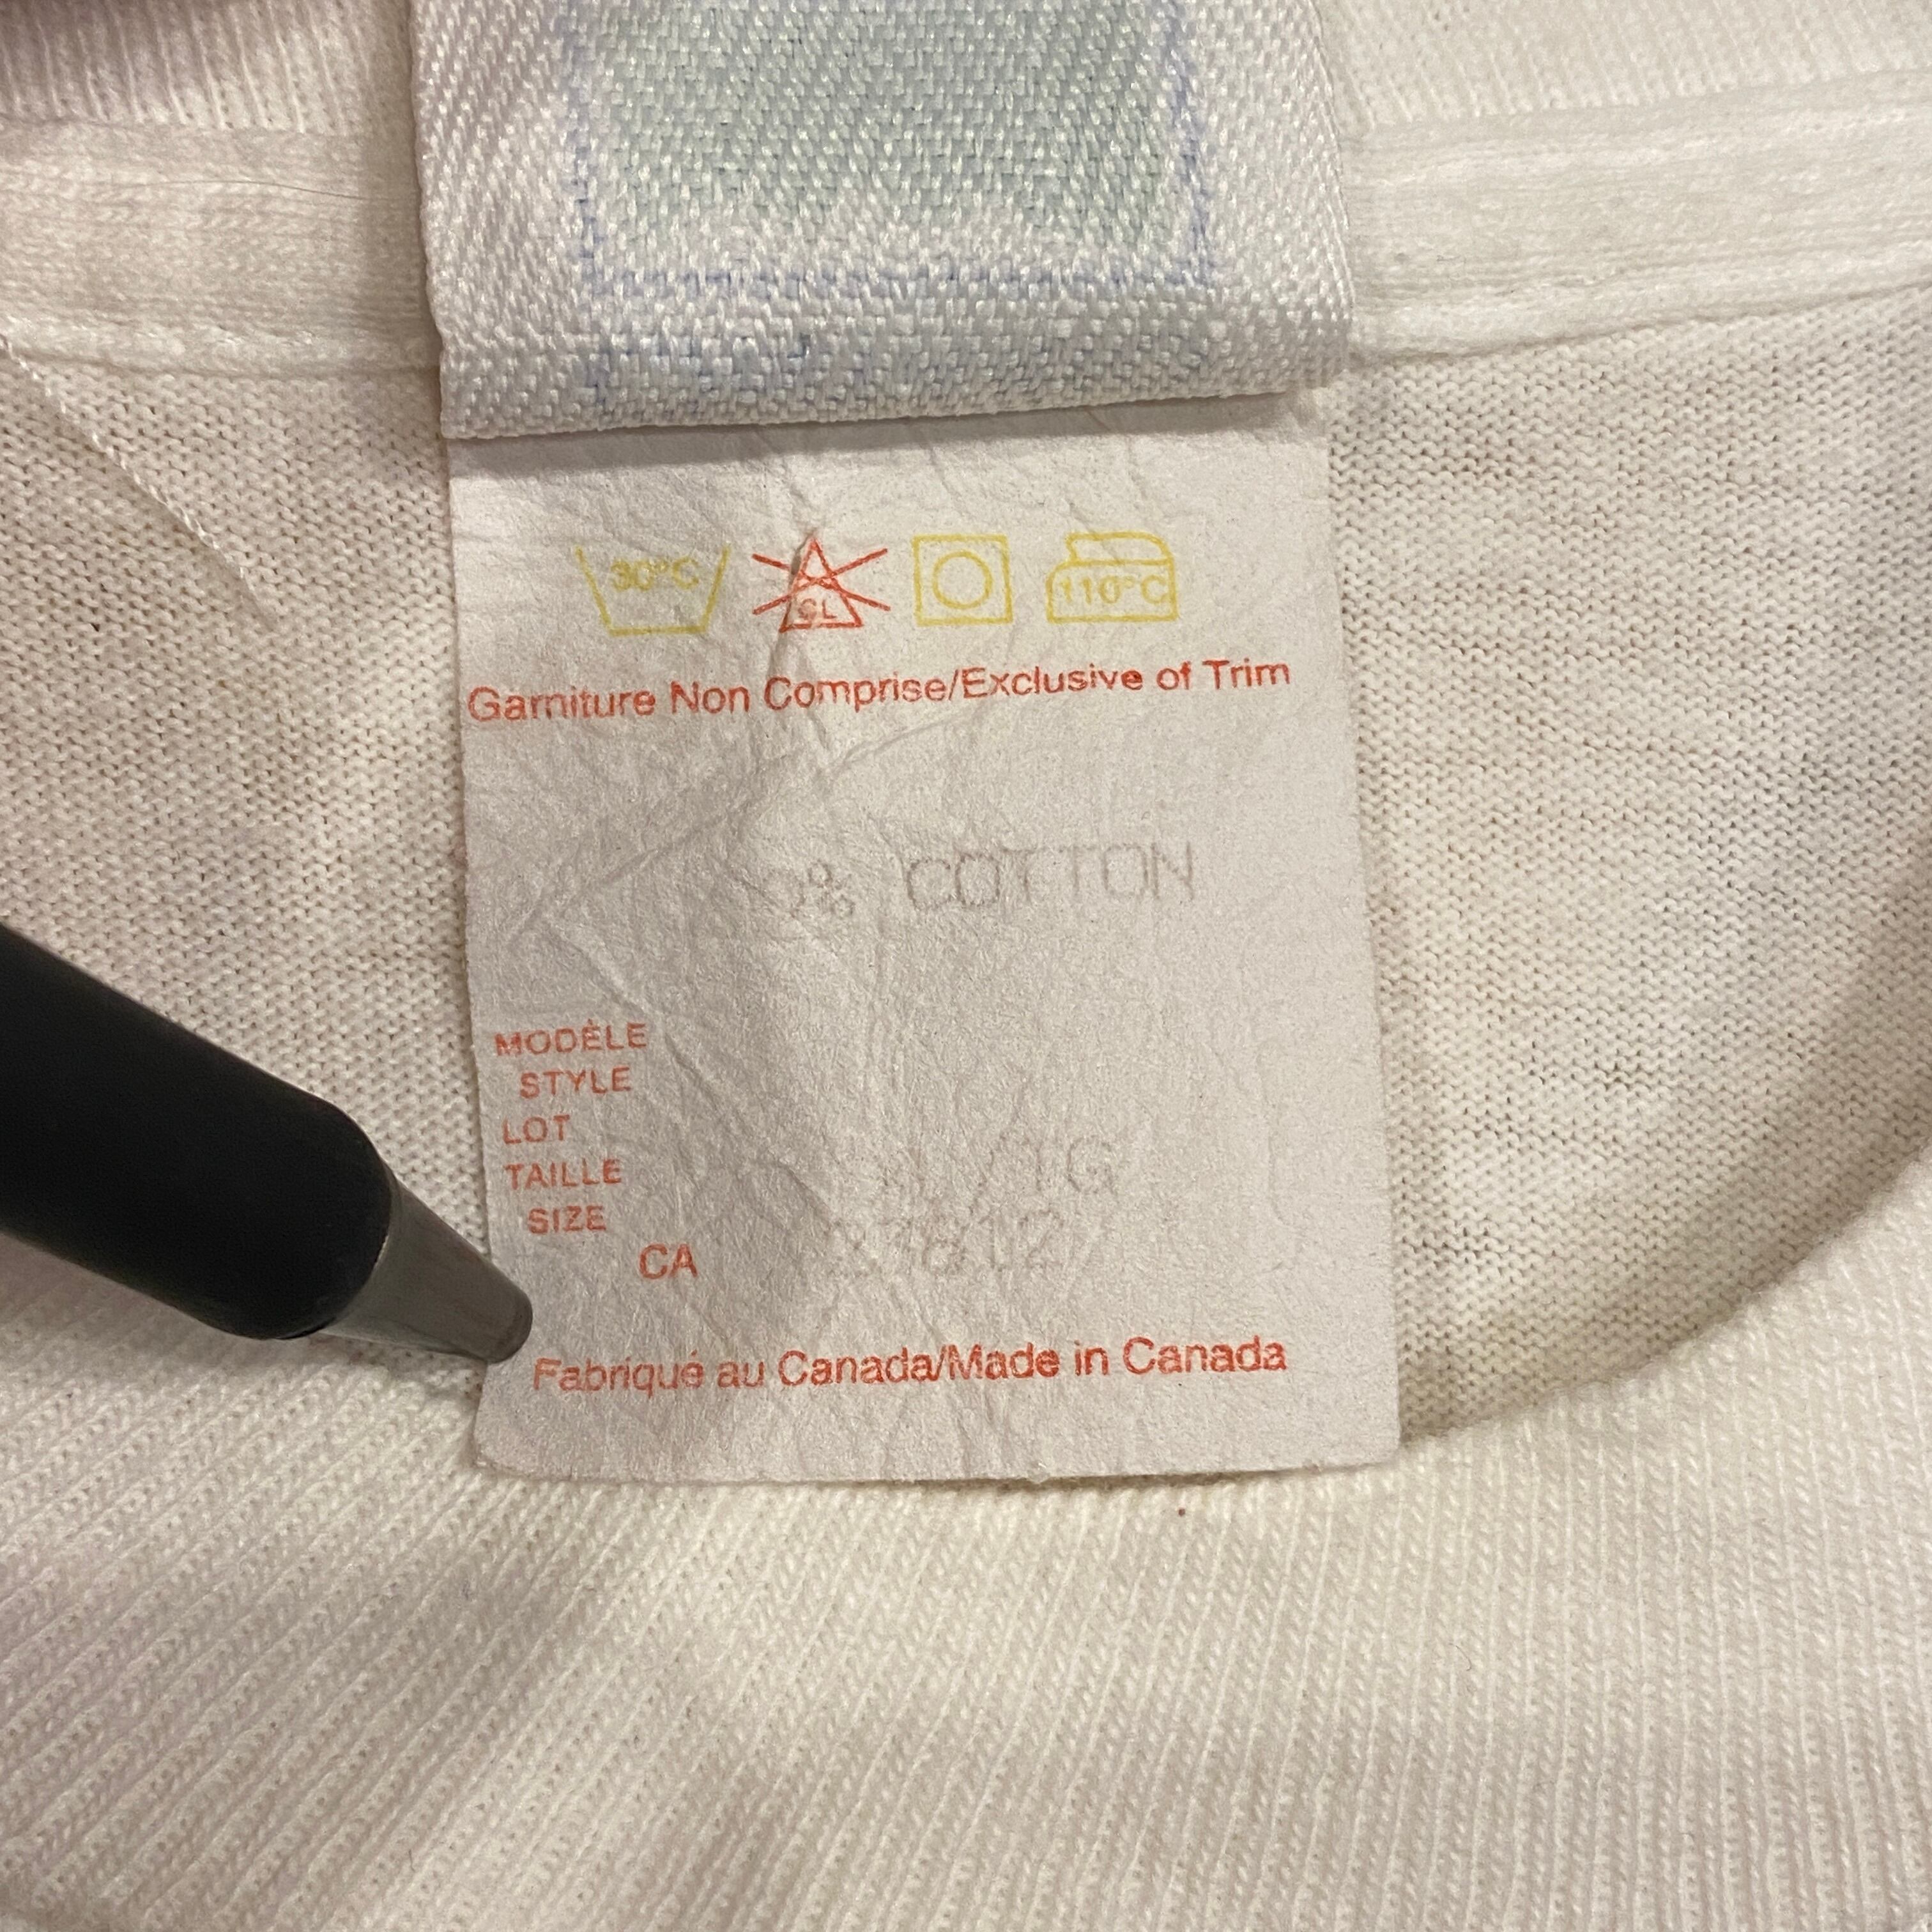 30°C CL 110°C
Garniture Non Comprise/Exclusive of Trim
% COTTON
MODÈLE
STYLE
LOT
TAILLE
SIZE
CA
Fabriqué au Canada/Made in Canada